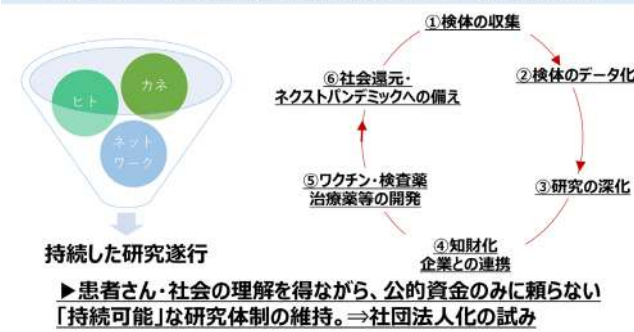 ヒト
カネ
ネット
ワーク
持続した研究遂行
①検体の収集
②検体のデータ化
③研究の深化
④知財化
企業との連携
⑤ワクチン・検査薬
治療薬等の開発
⑥社会還元・
ネクストパンデミックへの備え
▶患者さん・社会の理解を得ながら、公的資金のみに頼らない
「持続可能」な研究体制の維持。⇒社団法人化の試み